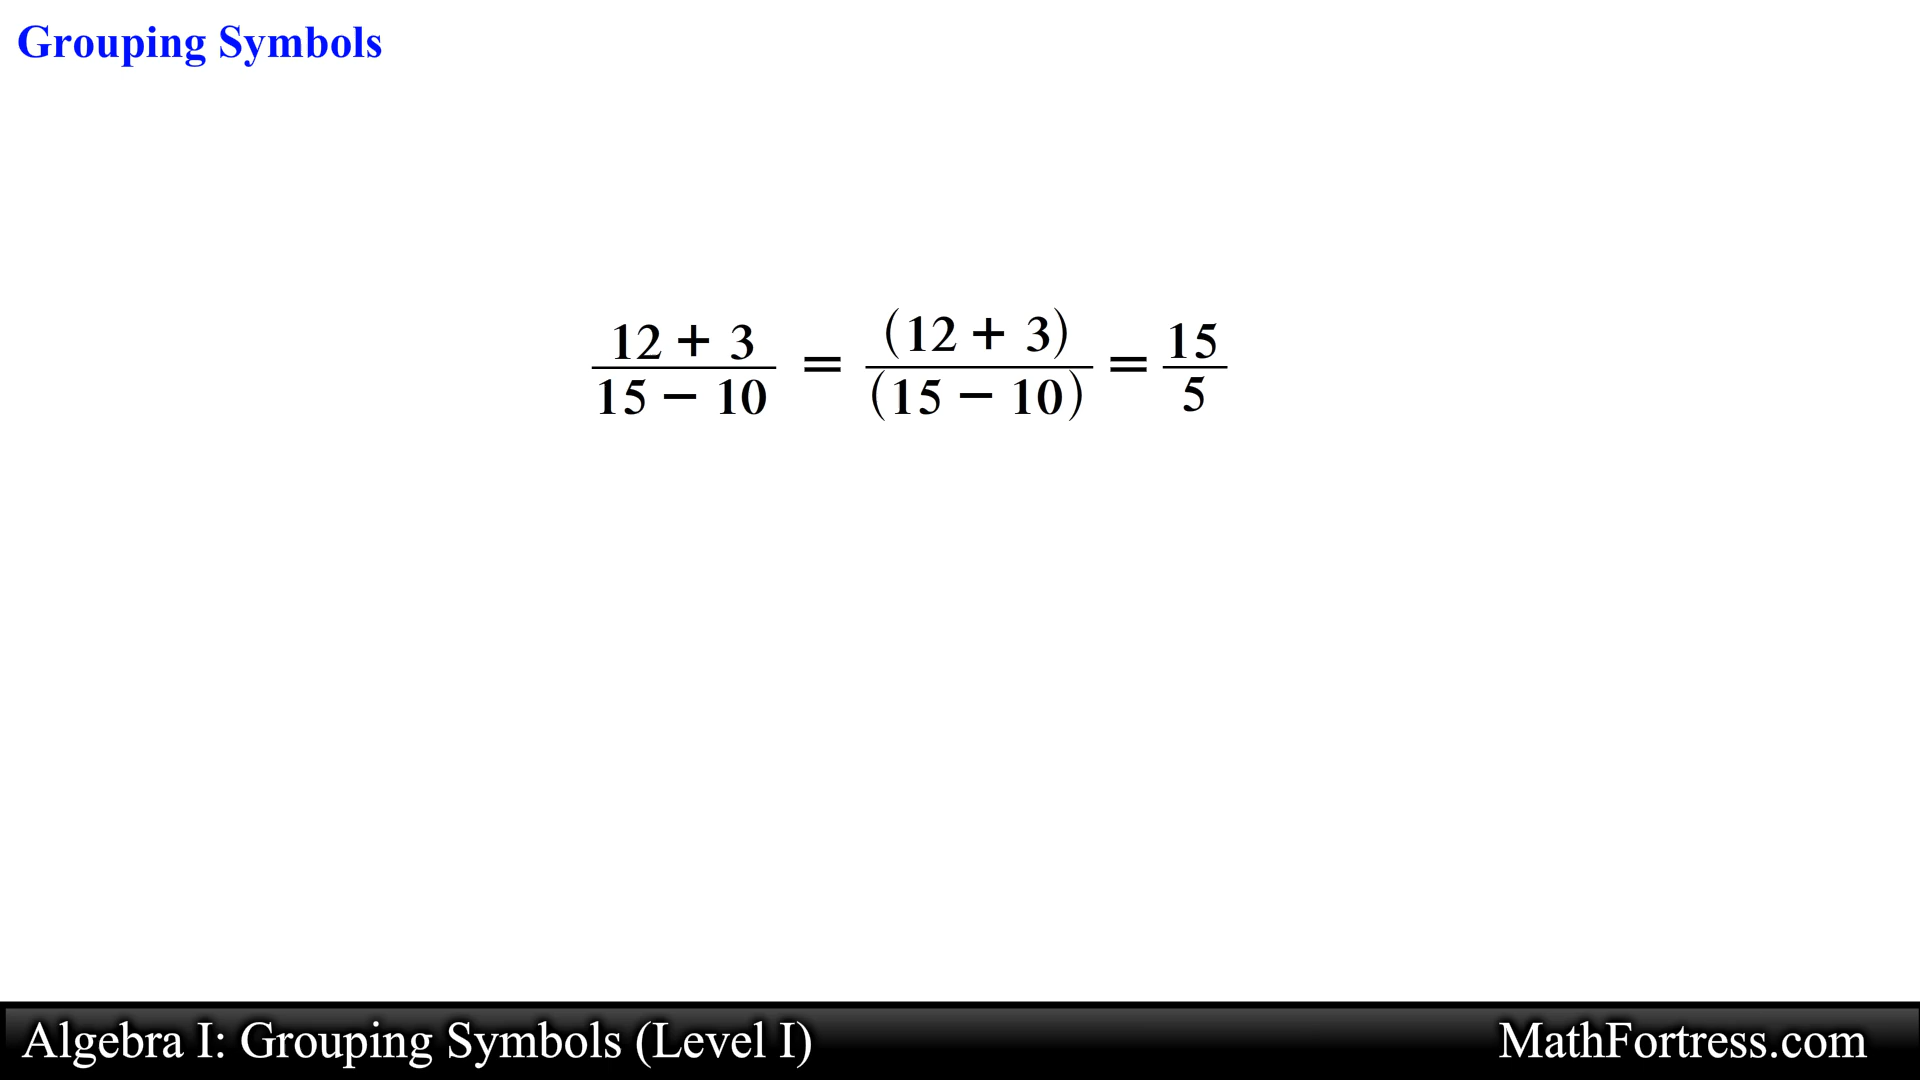 Grouping Symbols
12 + 3 / 15 − 10 = (12 + 3) / (15 − 10) = 15 / 5
Algebra I: Grouping Symbols (Level I)
MathFortress.com